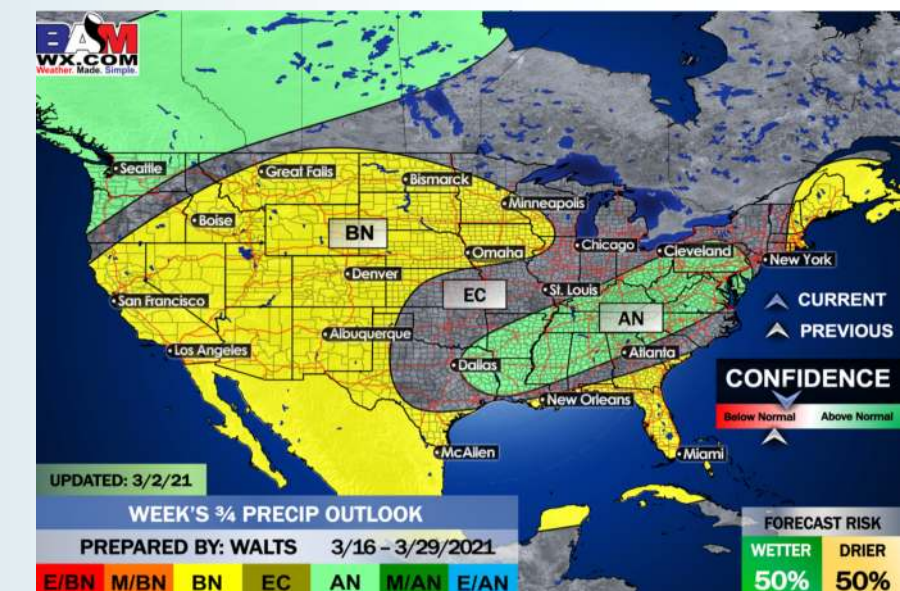 BAM
WX.COM
Weather. Made. Simple.
Seattle
Great Falls
Bismarck
Boise
Minneapolis
BN
Omaha
Chicago
Cleveland
New York
Denver
EC
St. Louis
San Francisco
AN
CURRENT
PREVIOUS
Albuquerque
Los Angeles
Dallas
Atlanta
CONFIDENCE
New Orleans
Below Normal Above Normal
McAllen
Miami
UPDATED: 3/2/21
WEEK'S ¾ PRECIP OUTLOOK
PREPARED BY: WALTS 3/16 – 3/29/2021
E/BN M/BN BN EC AN M/AN E/AN
FORECAST RISK
WETTER DRIER
50% 50%